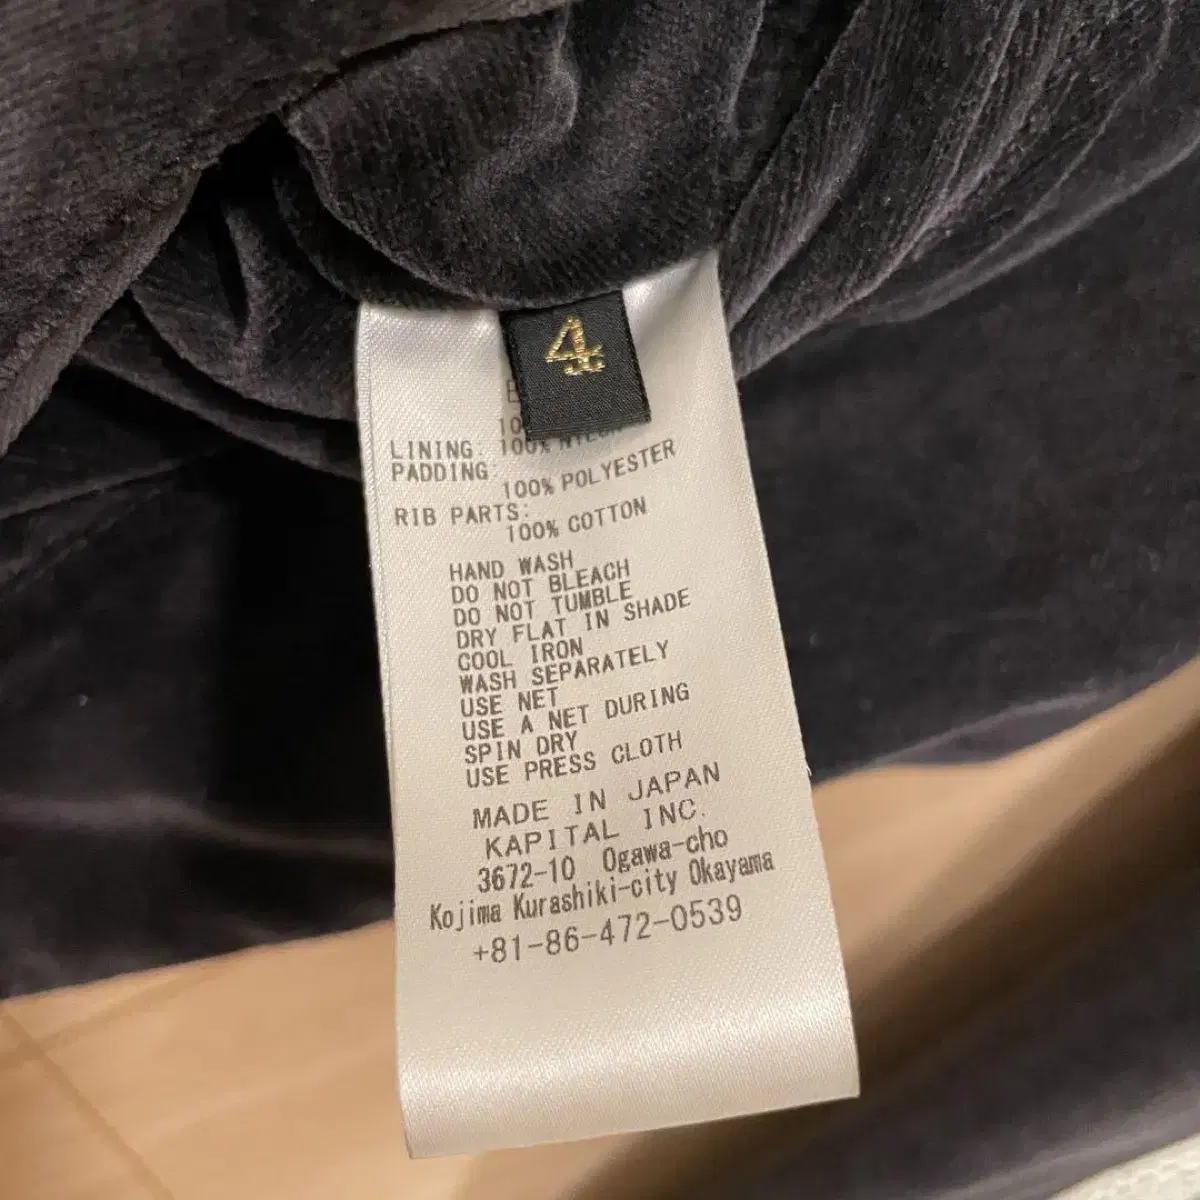 4
LINING: 100% NYLON
PADDING:
100% POLYESTER
RIB PARTS:
100% COTTON
HAND WASH
DO NOT BLEACH
DO NOT TUMBLE
DRY FLAT IN SHADE
COOL IRON
WASH SEPARATELY
USE NET
USE A NET DURING
SPIN DRY
USE PRESS CLOTH
MADE IN JAPAN
KAPITAL INC.
3672-10 Ogawa-cho
Kojima Kurashiki-city Okayama
+81-86-472-0539